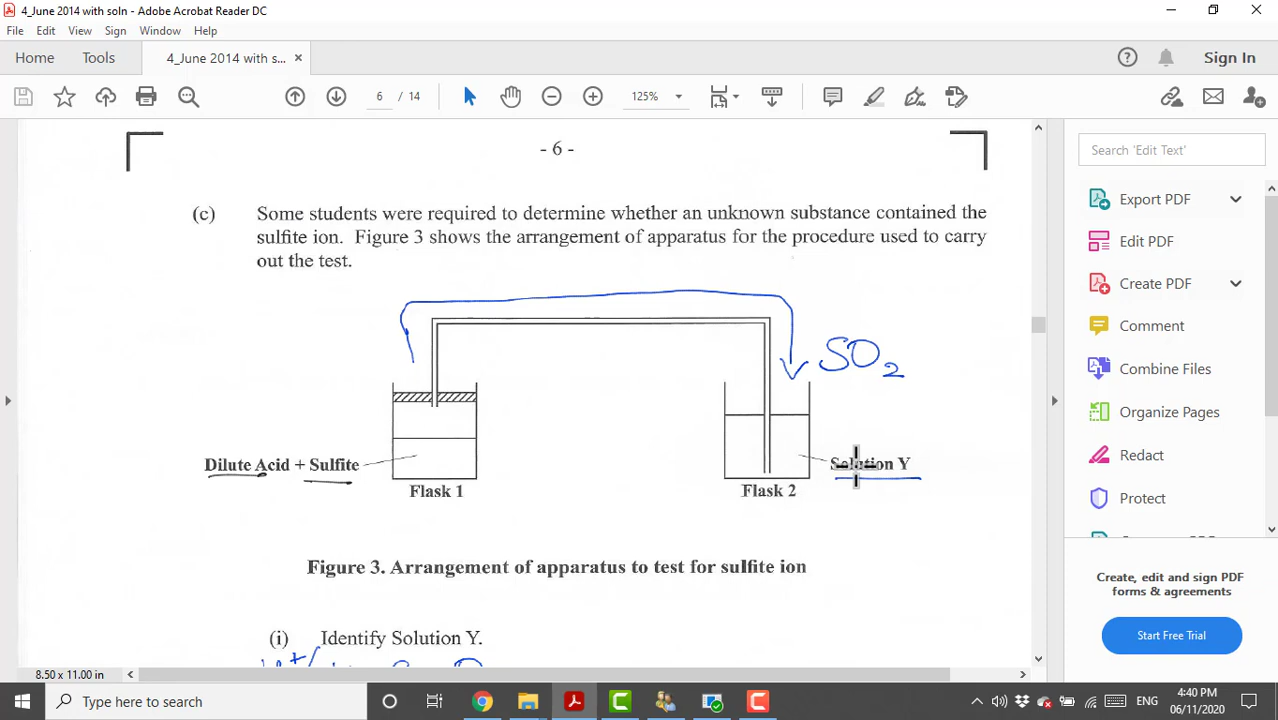 4_June 2014 with soln - Adobe Acrobat Reader DC
File Edit View Sign Window Help
Home Tools 4_June 2014 with s... × Sign In
6 / 14 125%
- 6 -
(c) Some students were required to determine whether an unknown substance contained the
sulfite ion. Figure 3 shows the arrangement of apparatus for the procedure used to carry
out the test.
SO2
Dilute Acid + Sulfite
Solution Y
Flask 1
Flask 2
Figure 3. Arrangement of apparatus to test for sulfite ion
(i) Identify Solution Y.
8.50 x 11.00 in
Search 'Edit Text'
Export PDF
Edit PDF
Create PDF
Comment
Combine Files
Organize Pages
Redact
Protect
Create, edit and sign PDF
forms & agreements
Start Free Trial
Type here to search
ENG
4:40 PM
06/11/2020